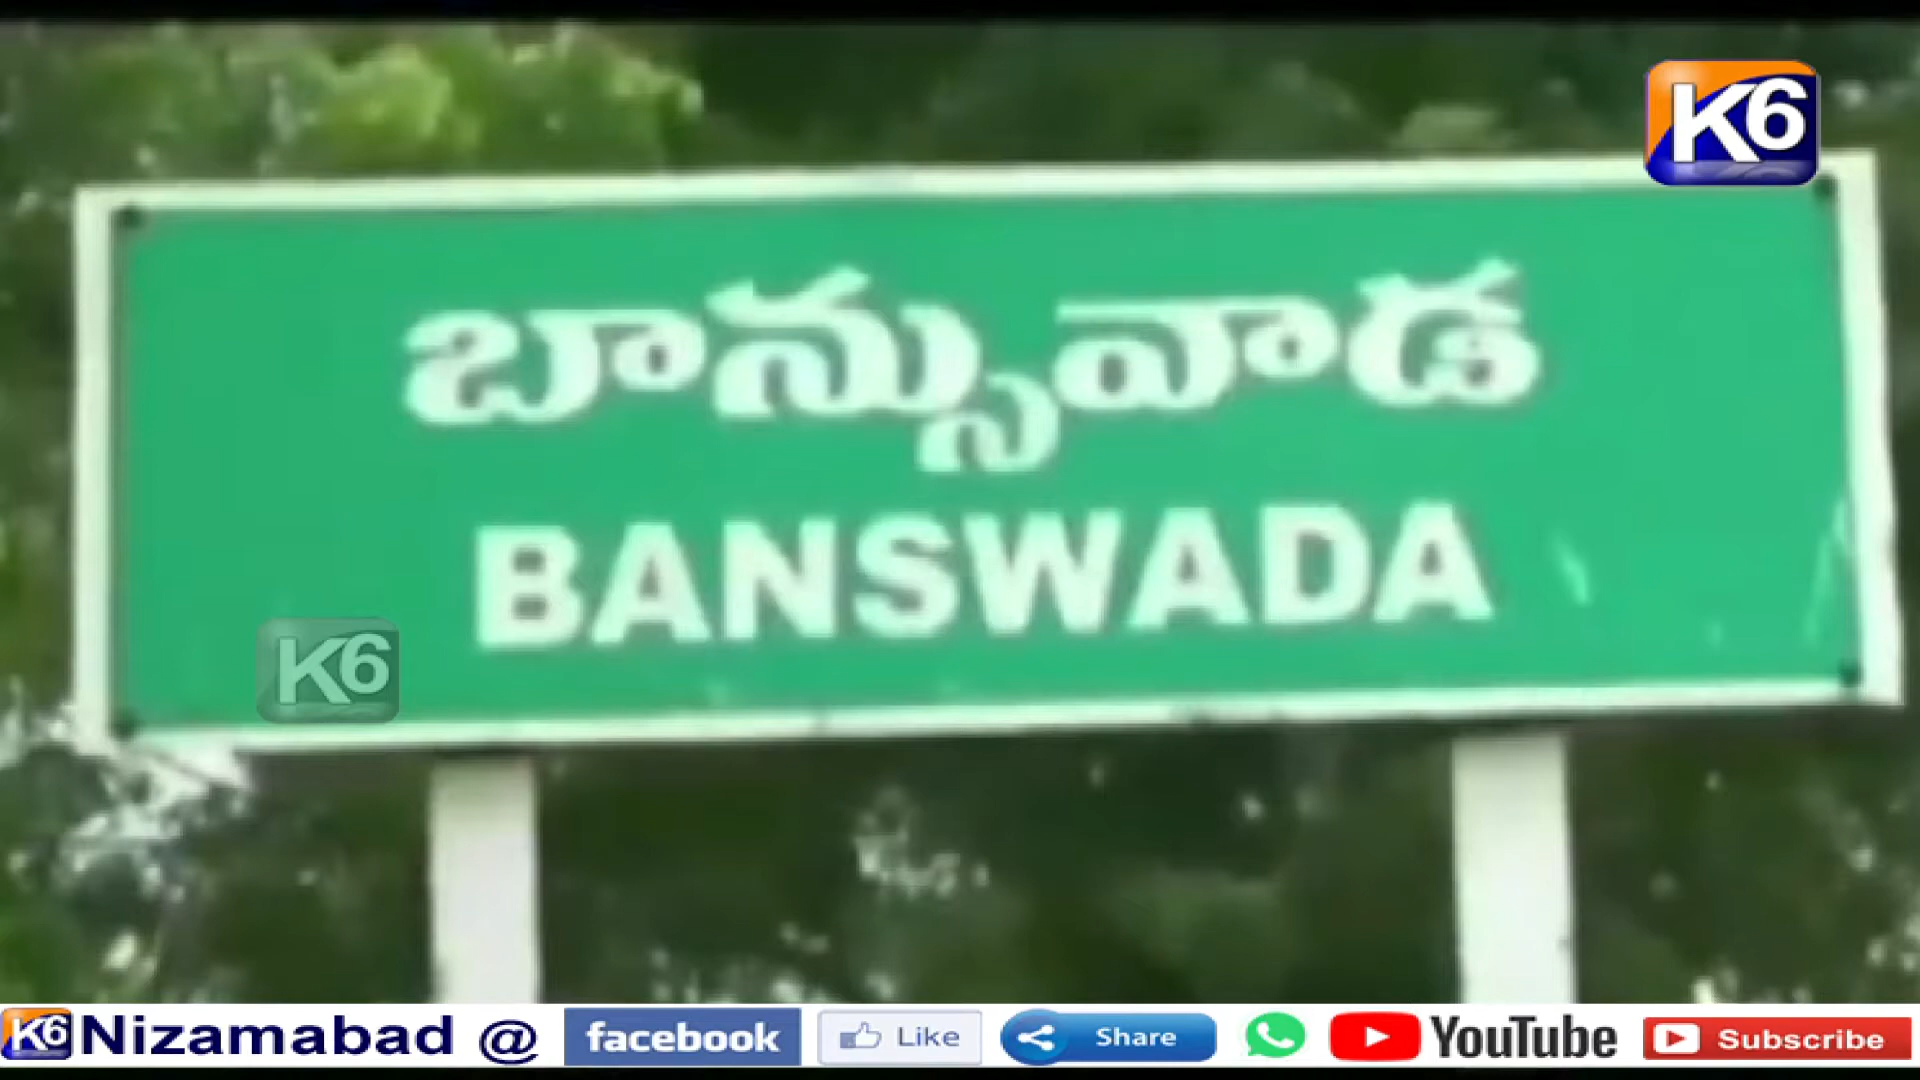 K6
బాన్సువాడ
BANSWADA
K6
K6 Nizamabad @ facebook Like Share YouTube Subscribe